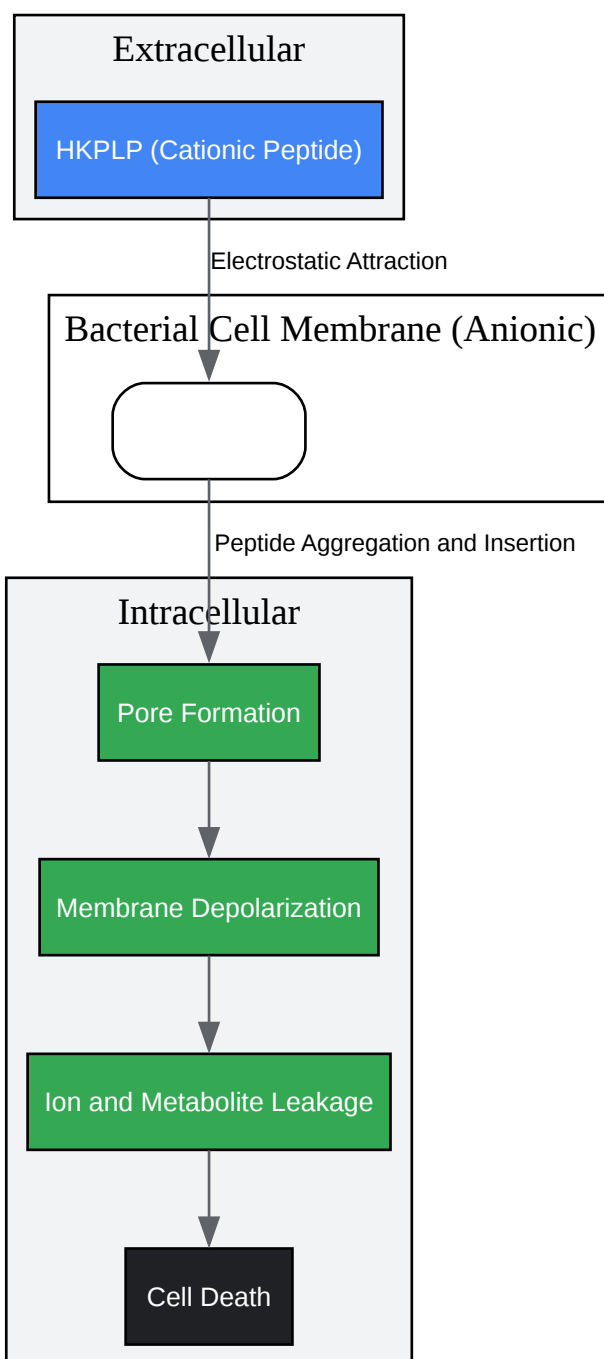 Extracellular
HKPLP (Cationic Peptide)
Electrostatic Attraction
Bacterial Cell Membrane (Anionic)
Peptide Aggregation and Insertion
Intracellular
Pore Formation
Membrane Depolarization
Ion and Metabolite Leakage
Cell Death